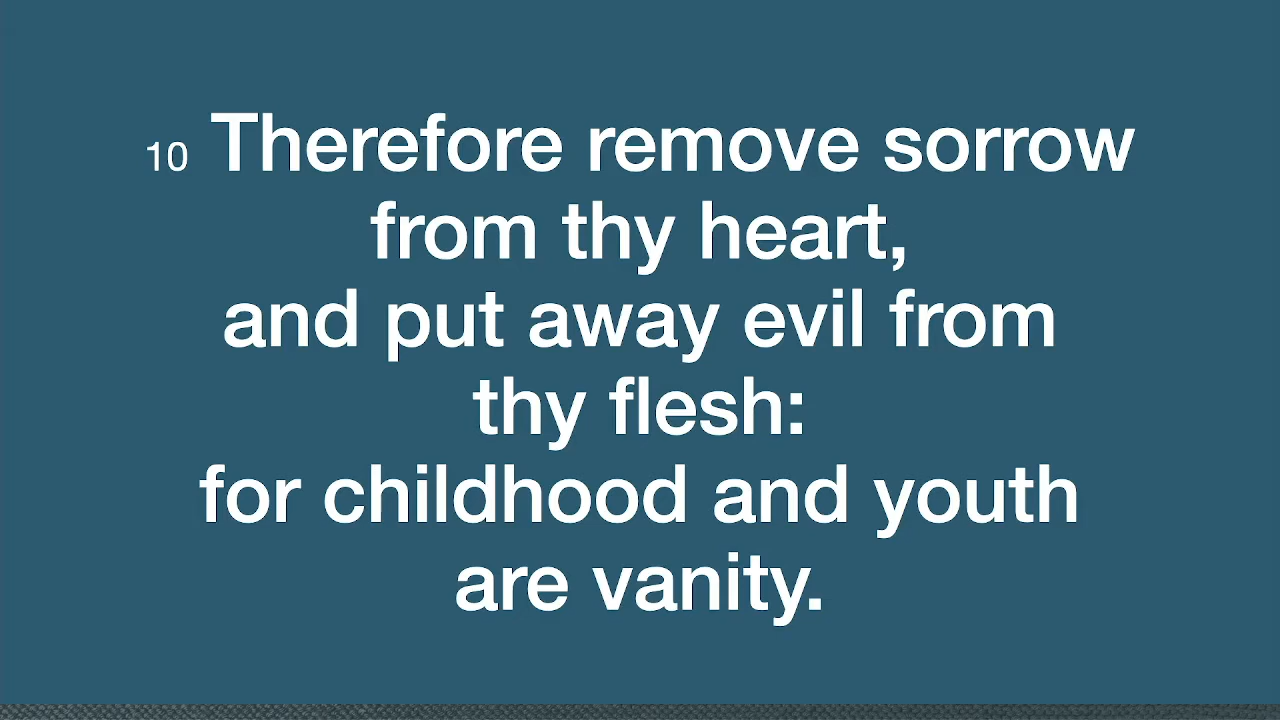 10 Therefore remove sorrow
from thy heart,
and put away evil from
thy flesh:
for childhood and youth
are vanity.